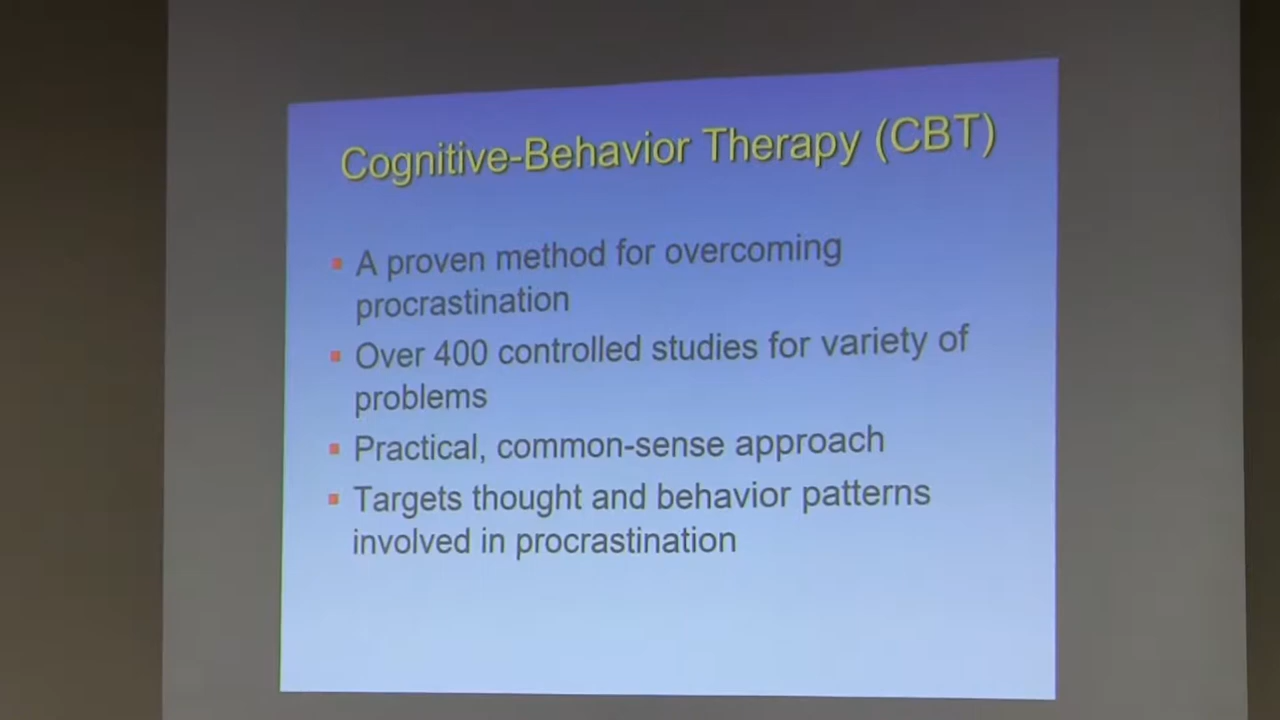 Cognitive-Behavior Therapy (CBT)
A proven method for overcoming
procrastination
Over 400 controlled studies for variety of
problems
Practical, common-sense approach
Targets thought and behavior patterns
involved in procrastination